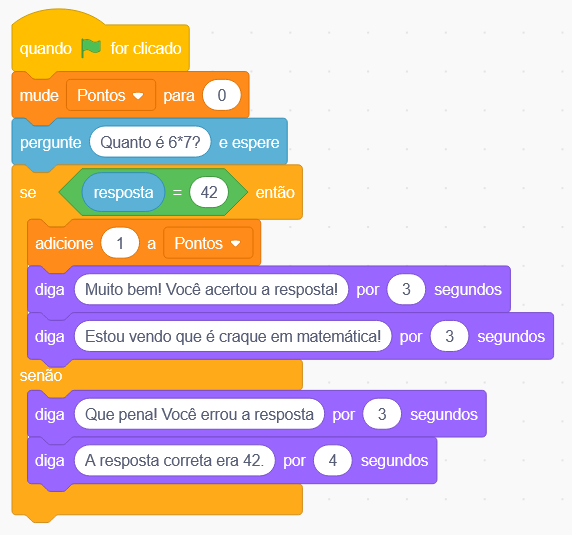 quando for clicado
mude Pontos para 0
pergunte Quanto é 6*7? e espere
se resposta = 42 então
adicione 1 a Pontos
diga Muito bem! Você acertou a resposta! por 3 segundos
diga Estou vendo que é craque em matemática! por 3 segundos
senão
diga Que pena! Você errou a resposta por 3 segundos
diga A resposta correta era 42. por 4 segundos